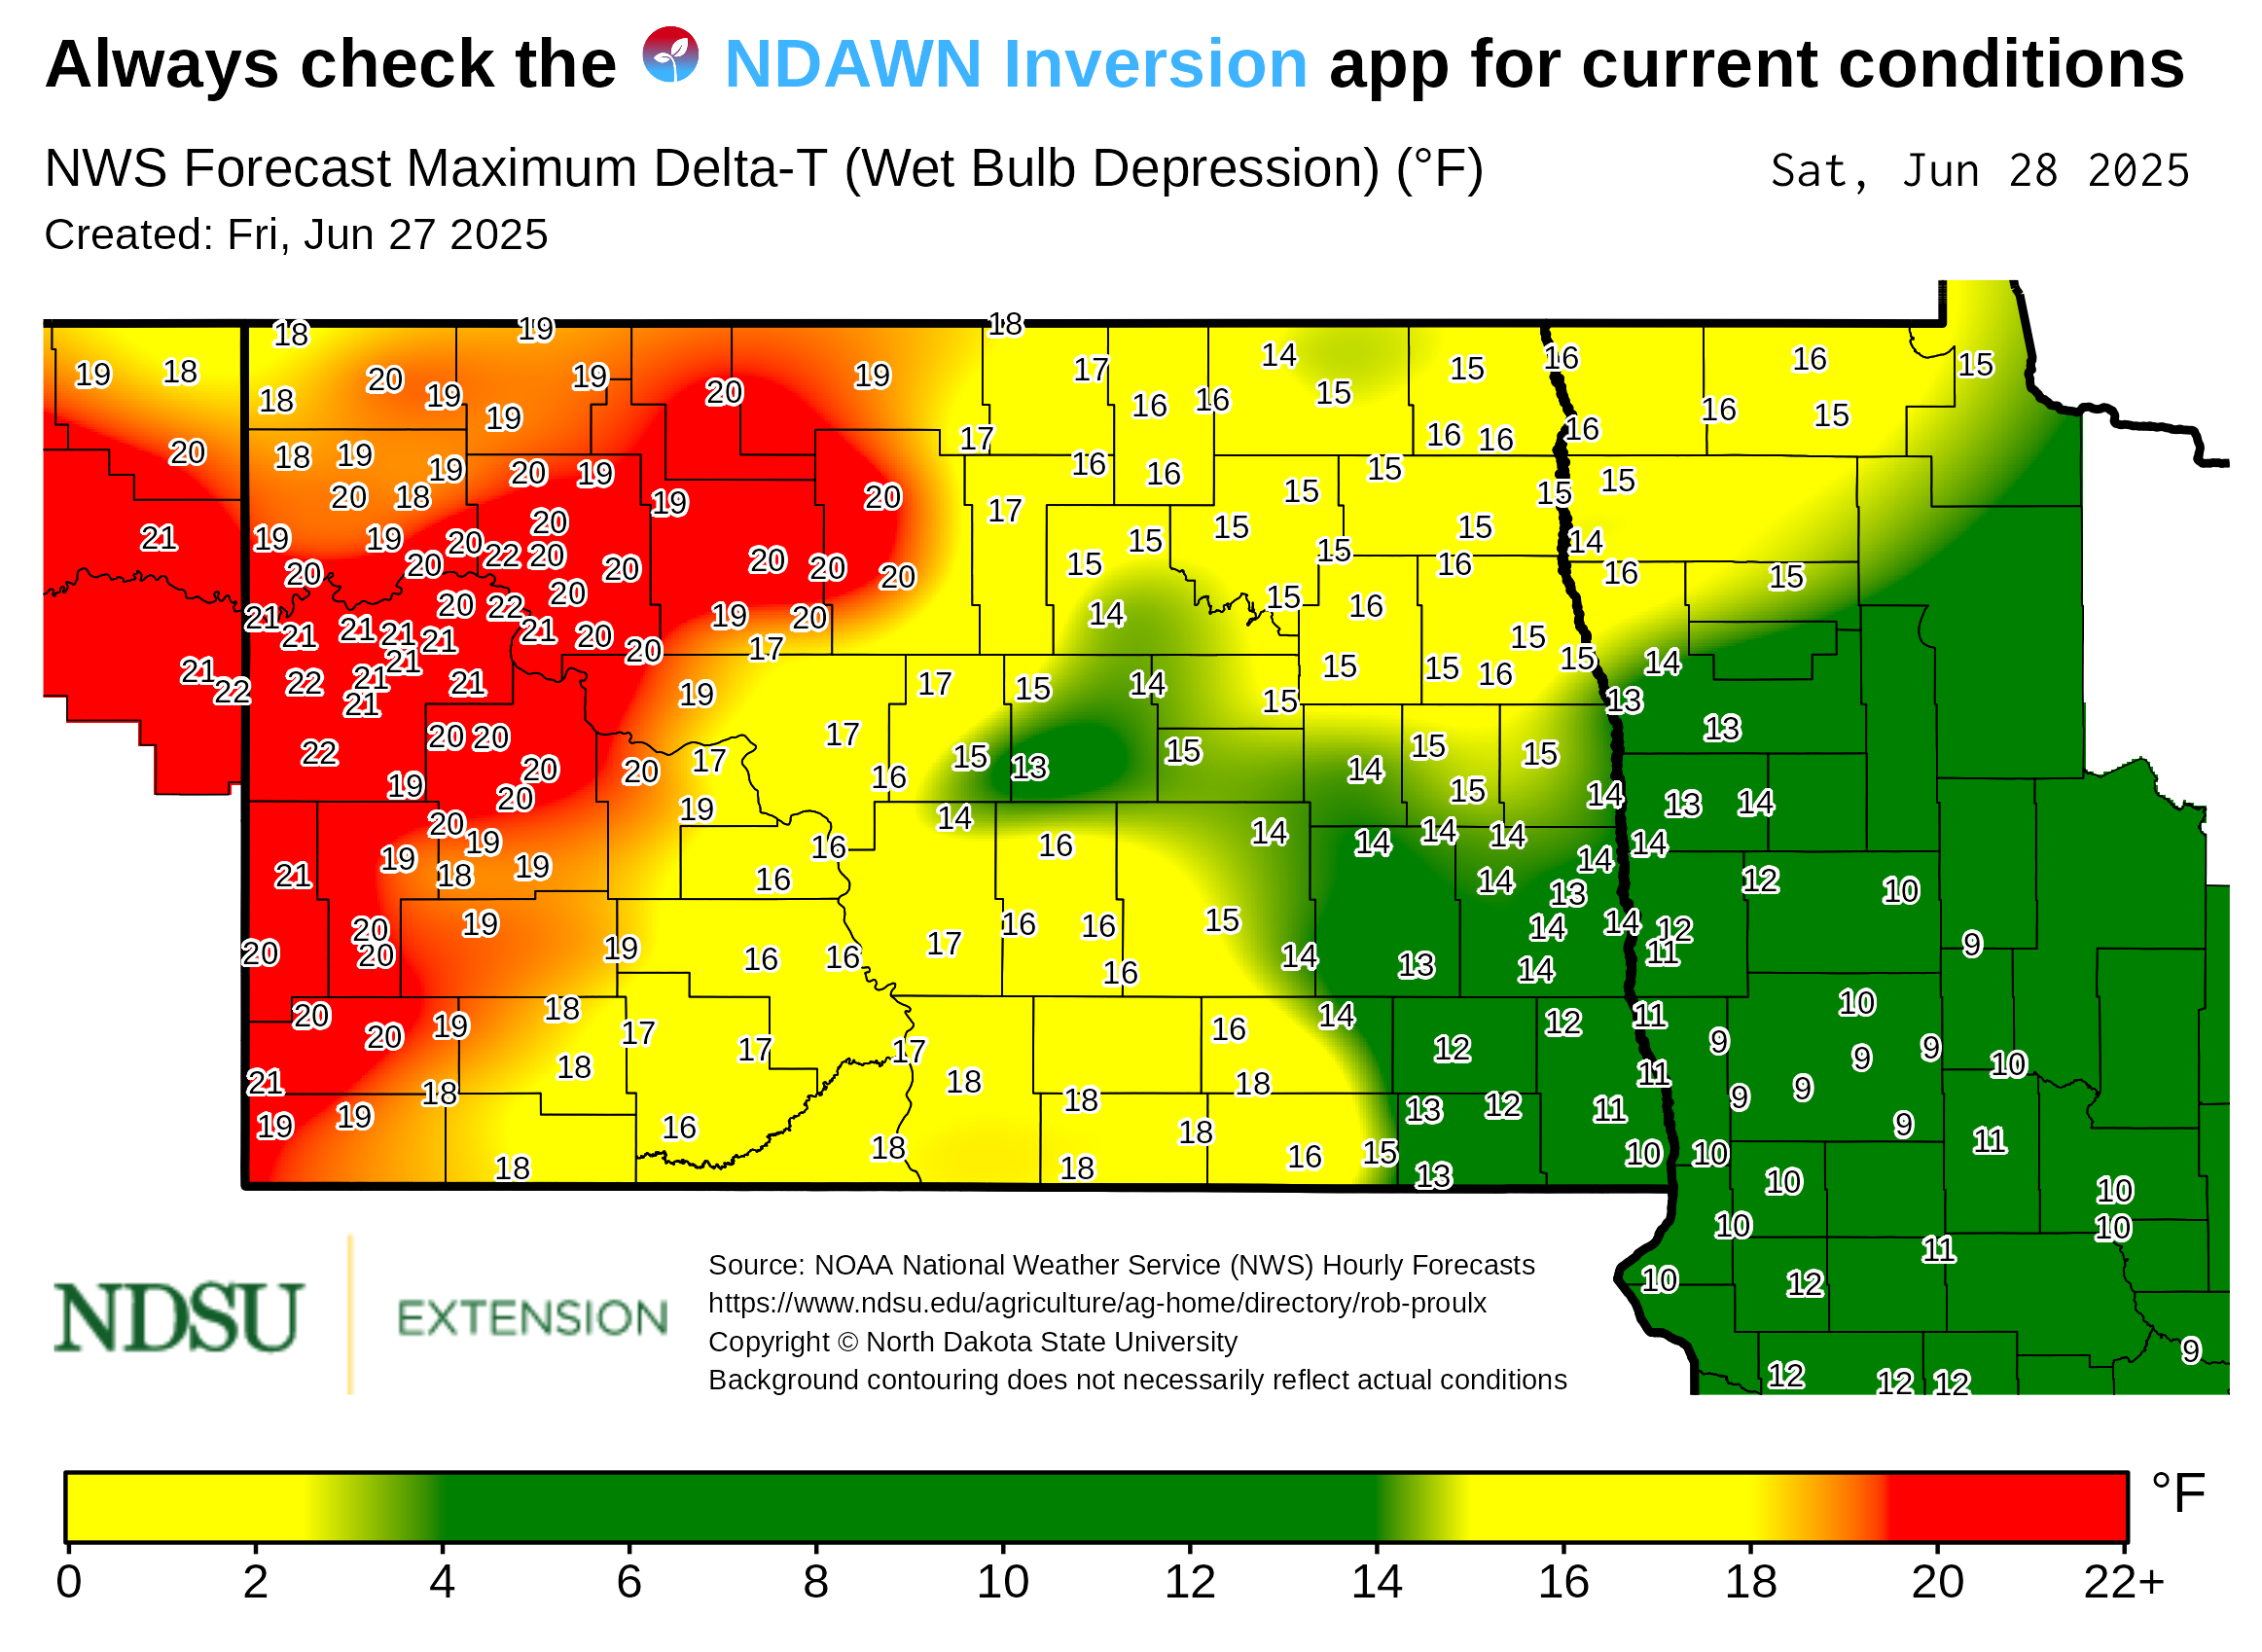 Always check the NDAWN Inversion app for current conditions
NWS Forecast Maximum Delta-T (Wet Bulb Depression) (°F) Sat, Jun 28 2025
Created: Fri, Jun 27 2025
18 19 18
19 18 20 19 20 19 17 14 15 16 16 15
18 19 19 16 16 15 16 15
20 18 19 19 20 19 17 16 16 15 16 16 16
20 18 19 20 17 15 15 15 15
21 19 19 20 20 22 20 20 20 15 15 15 15 14
20 20 20 20 20 15 16 16 15
21 20 22 20 19 20 14 15 16
21 21 21 21 21 20 20 17 15 15 14
21 22 22 21 21 21 21 19 17 15 14 15 15 15 16 13
22 20 20 17 17 15 13 15 14 15 15 13
19 20 20 20 19 16 14 15 14 13 14
20 19 19 18 19 16 16 14 14 14 14 14 14
21 16 14 13 12 10
20 20 20 19 19 16 16 17 16 16 15 14 13 14 14 14 12 11 9
20 20 19 18 17 17 17 16 16 14 12 12 11 9 10 9 9 10
21 18 18 18 18 18 11 9 9
19 19 16 18 18 16 15 13 12 11 10 10 9 11
18 18 13 10 10
10 10 11
10 12
NDSU EXTENSION
Source: NOAA National Weather Service (NWS) Hourly Forecasts
https://www.ndsu.edu/agriculture/ag-home/directory/rob-proulx
Copyright © North Dakota State University
Background contouring does not necessarily reflect actual conditions
9
12 12 12
°F
0 2 4 6 8 10 12 14 16 18 20 22+